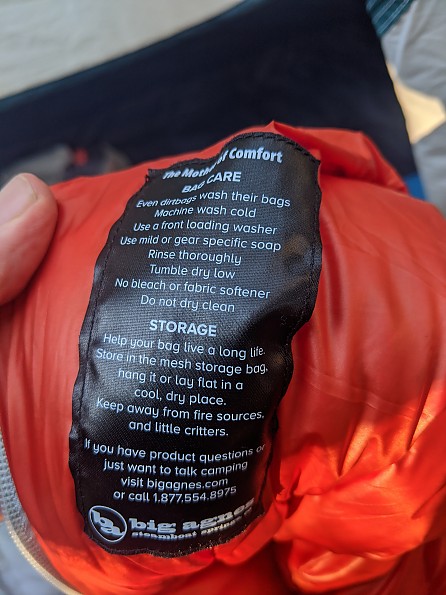 The Mother of Comfort
BAG CARE
Even dirtbags wash their bags
Machine wash cold
Use a front loading washer
Use mild or gear specific soap
Rinse thoroughly
Tumble dry low
No bleach or fabric softener
Do not dry clean
STORAGE
Help your bag live a long life.
Store in the mesh storage bag,
hang it or lay flat in a
cool, dry place.
Keep away from fire sources,
and little critters.
If you have product questions or
just want to talk camping
visit bigagnes.com
or call 1.877.554.8975
ba big agnes
steamboat springs,